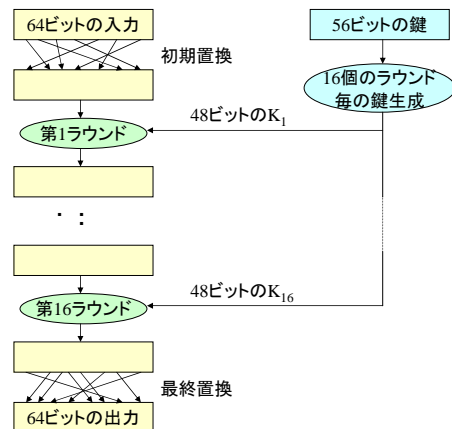 64ビットの入力
56ビットの鍵
初期置換
16個のラウンド
毎の鍵生成
48ビットのK1
第1ラウンド
・ :
48ビットのK16
第16ラウンド
最終置換
64ビットの出力